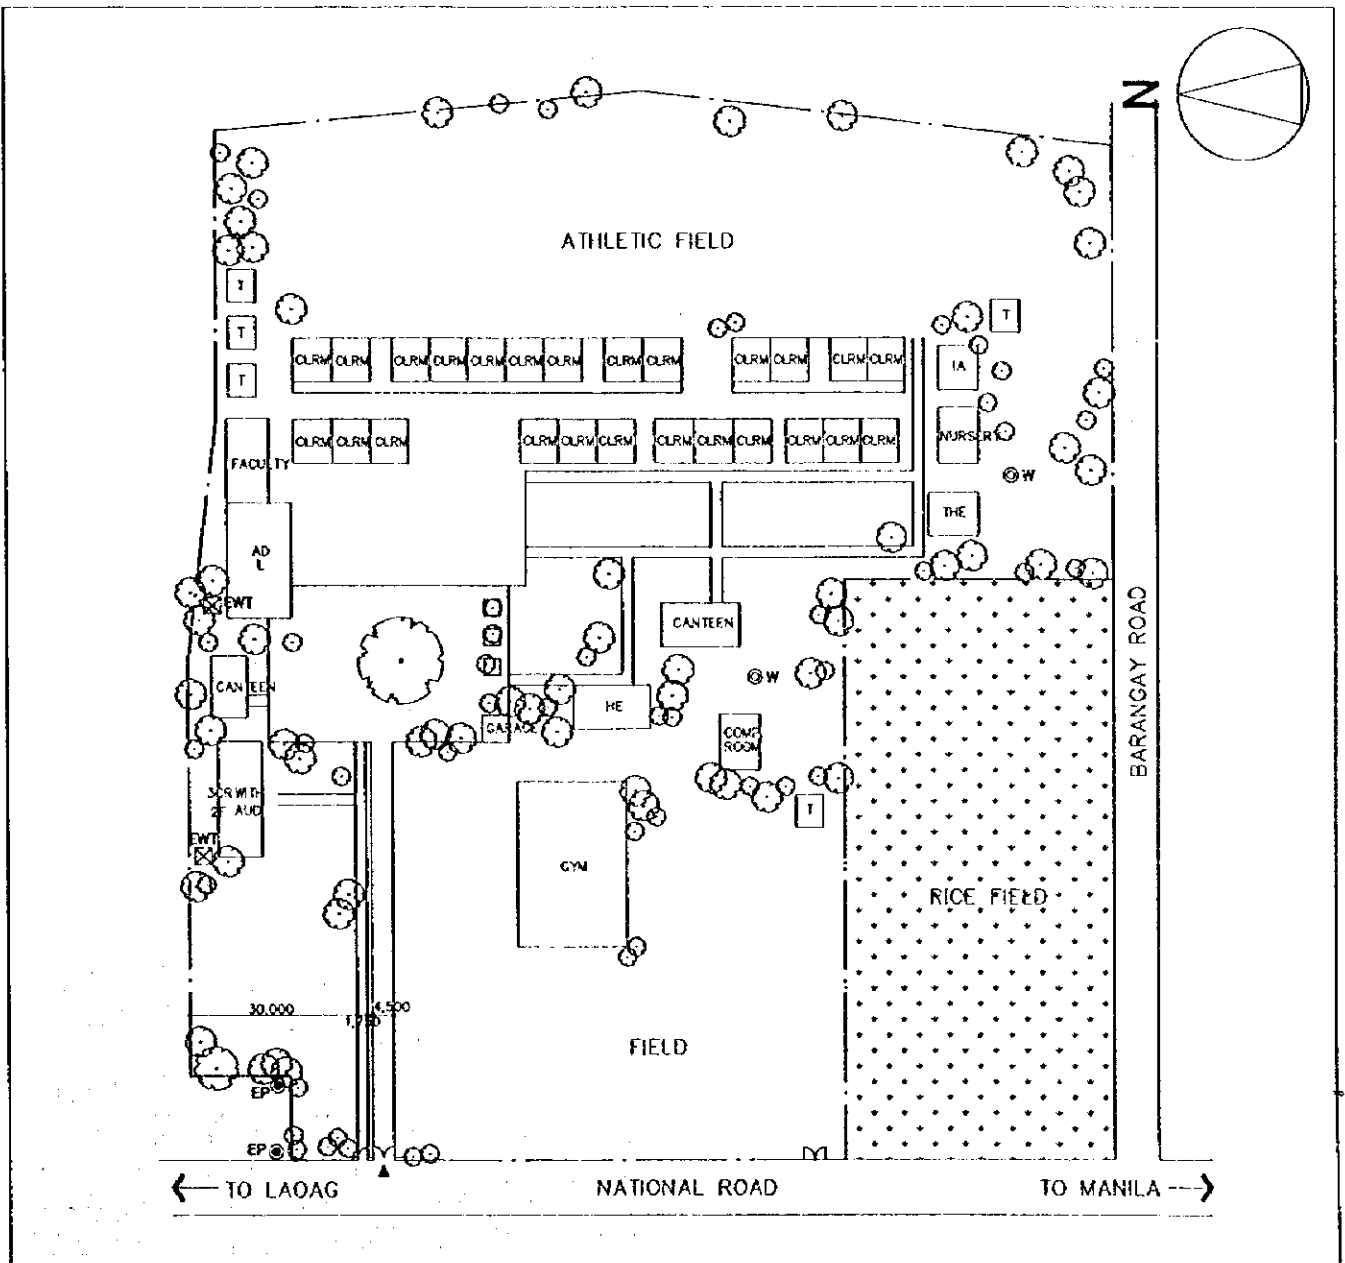 N
ATHLETIC FIELD
T
T
T
T
CLRM CLRM CLRM CLRM CLRM CLRM CLRM CLRM CLRM CLRM CLRM CLRM CLRM
IA
CLRM CLRM CLRM CLRM CLRM CLRM CLRM CLRM CLRM CLRM CLRM CLRM
NURSERY
FACULTY
W
THE
AD
L
EWT
CANTEEN
BARANGAY ROAD
CANTEEN
W
HE
GARAGE
COMP
ROOM
3CR WITH
2F AUD
T
EWT
GYM
RICE FIELD
30,000
4,500
1,750
FIELD
EP
EP
TO LAOAG
NATIONAL ROAD
TO MANILA